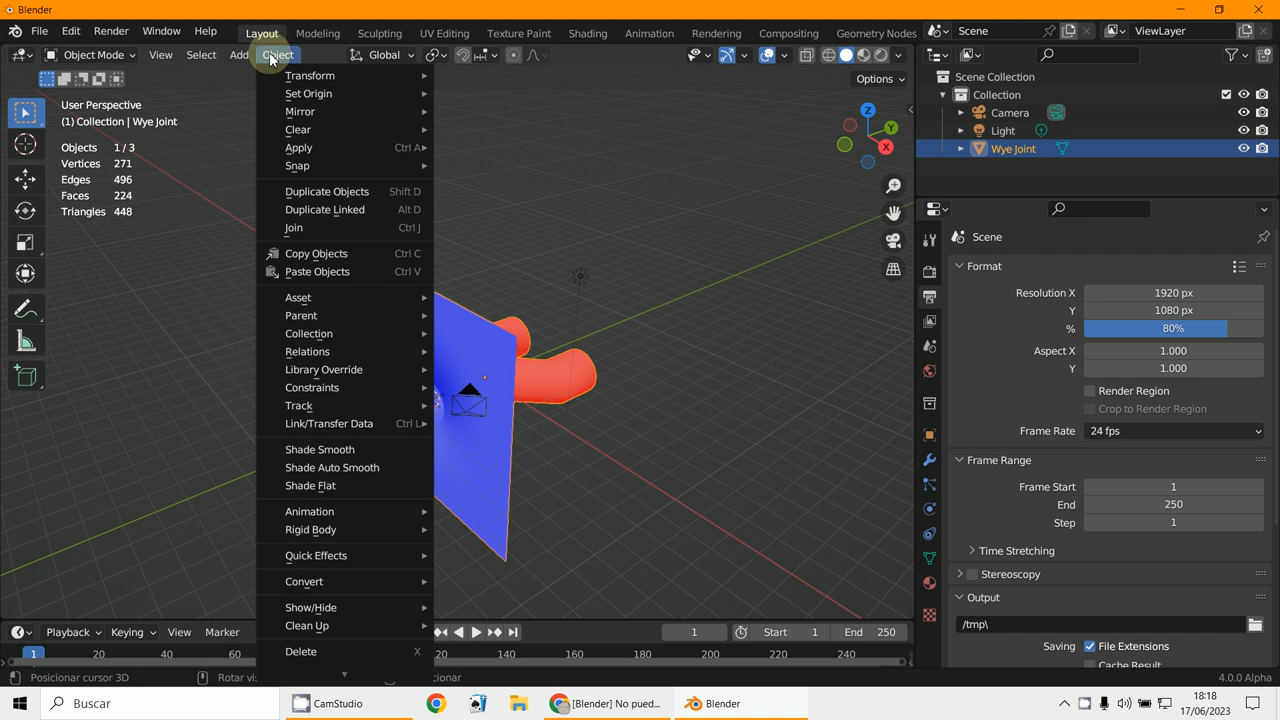 Blender
File Edit Render Window Help
Layout Modeling Sculpting UV Editing Texture Paint Shading Animation Rendering Compositing Geometry Nodes
Scene ViewLayer
Object Mode View Select Add Object Global
Options
User Perspective
(1) Collection | Wye Joint
Objects 1 / 3
Vertices 271
Edges 496
Faces 224
Triangles 448
Transform
Set Origin
Mirror
Clear
Apply Ctrl A
Snap
Duplicate Objects Shift D
Duplicate Linked Alt D
Join Ctrl J
Copy Objects Ctrl C
Paste Objects Ctrl V
Asset
Parent
Collection
Relations
Library Override
Constraints
Track
Link/Transfer Data Ctrl L
Shade Smooth
Shade Auto Smooth
Shade Flat
Animation
Rigid Body
Quick Effects
Convert
Show/Hide
Clean Up
Delete X
Z
Y
X
Scene Collection
Collection
Camera
Light
Wye Joint
Scene
Format
Resolution X 1920 px
Y 1080 px
% 80%
Aspect X 1.000
Y 1.000
Render Region
Crop to Render Region
Frame Rate 24 fps
Frame Range
Frame Start 1
End 250
Step 1
Time Stretching
Stereoscopy
Output
/tmp\
Saving File Extensions
Cache Result
Playback Keying View Marker
1 Start 1 End 250
1 20 40 60 120 140 160 180 200 220 240
Posicionar cursor 3D Rotar vis cionar 4.0.0 Alpha
Buscar CamStudio [Blender] No pued... Blender
18:18
17/06/2023